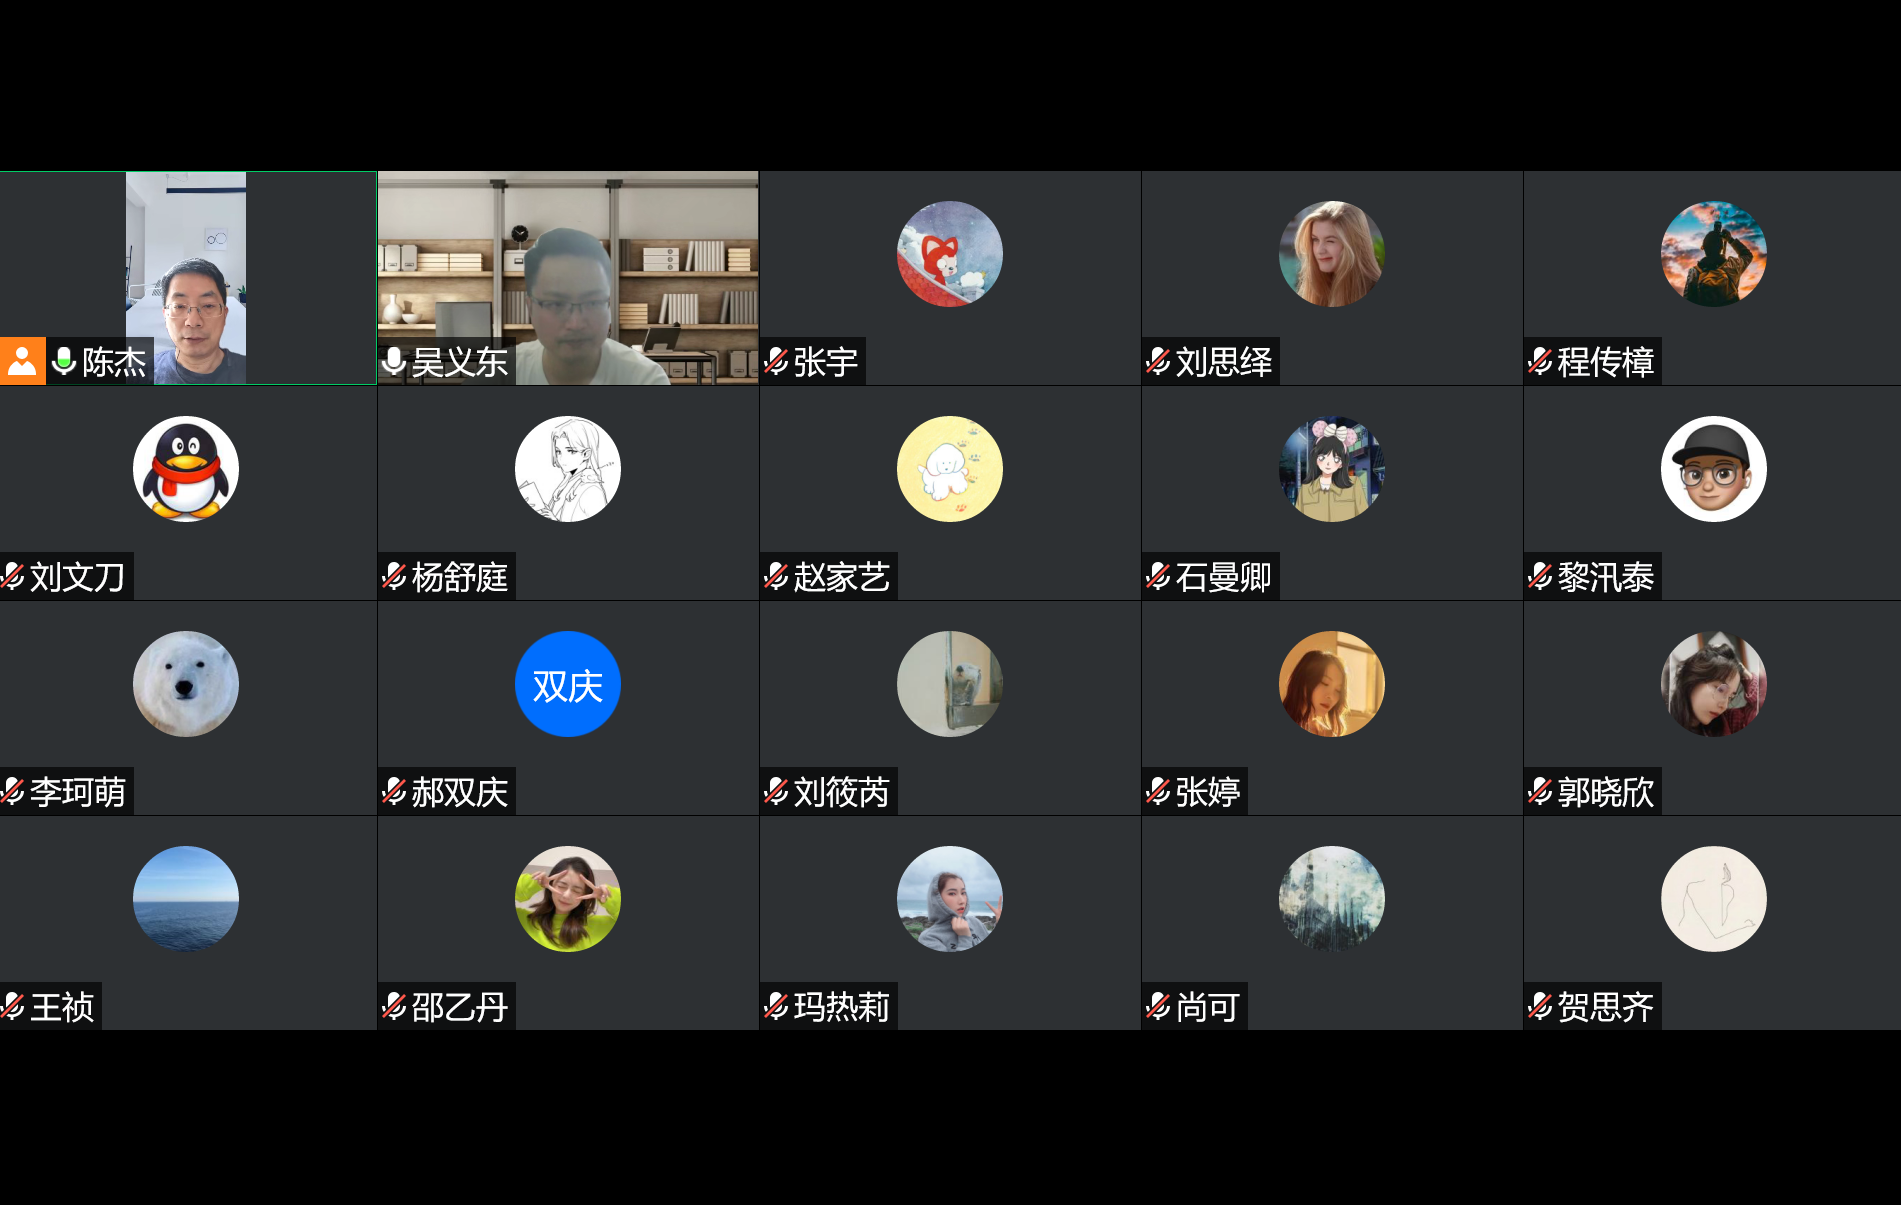 陈杰
吴义东
张宇
刘思绎
程传樟
刘文刀
杨舒庭
赵家艺
石曼卿
黎汛泰
李珂萌
双庆
郝双庆
刘筱芮
张婷
郭晓欣
王祯
邵乙丹
玛热莉
尚可
贺思齐